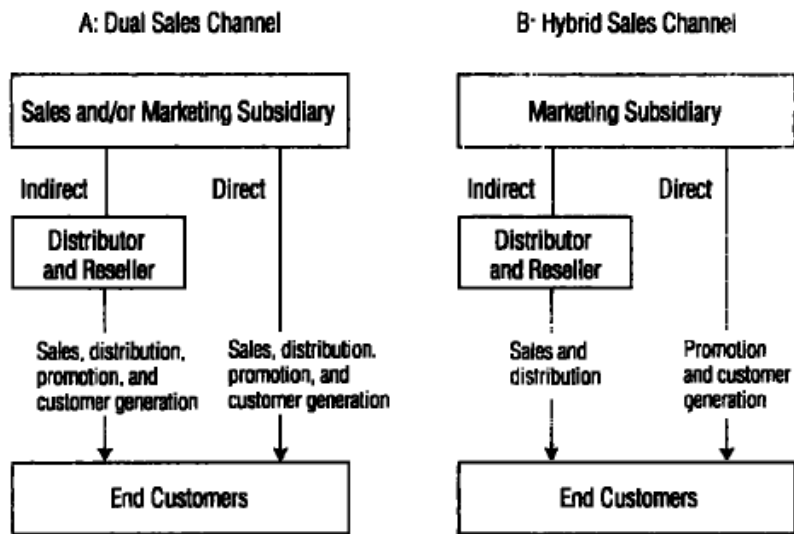 A: Dual Sales Channel
Sales and/or Marketing Subsidiary
Indirect
Direct
Distributor
and Reseller
Sales, distribution,
promotion, and
customer generation
Sales, distribution.
promotion, and
customer generation
End Customers
B- Hybrid Sales Channel
Marketing Subsidiary
Indirect
Direct
Distributor
and Reseller
Sales and
distribution
Promotion
and customer
generation
End Customers